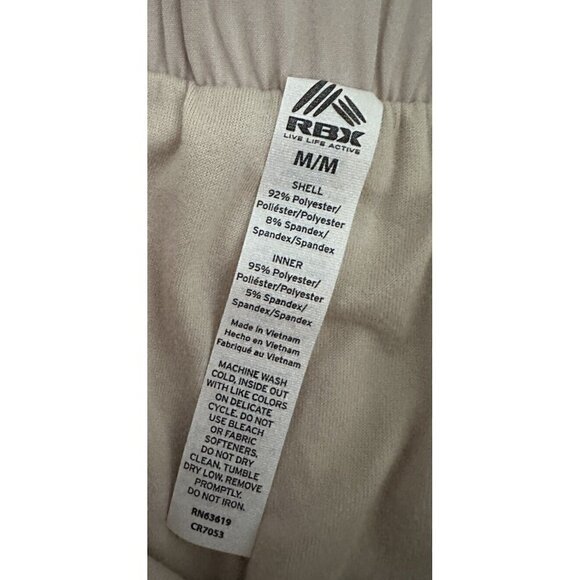 RBX
LIVE LIFE ACTIVE
M/M
SHELL
92% Polyester/
Poliéster/Polyester
8% Spandex/
Spandex/Spandex
INNER
95% Polyester/
Poliéster/Polyester
5% Spandex/
Spandex/Spandex
Made in Vietnam
Hecho en Vietnam
Fabriqué au Vietnam
MACHINE WASH
COLD, INSIDE OUT
WITH LIKE COLORS
ON DELICATE
CYCLE. DO NOT
USE BLEACH
OR FABRIC
SOFTENERS.
DO NOT DRY
CLEAN. TUMBLE
DRY LOW, REMOVE
PROMPTLY.
DO NOT IRON.
RN63619
CR7053